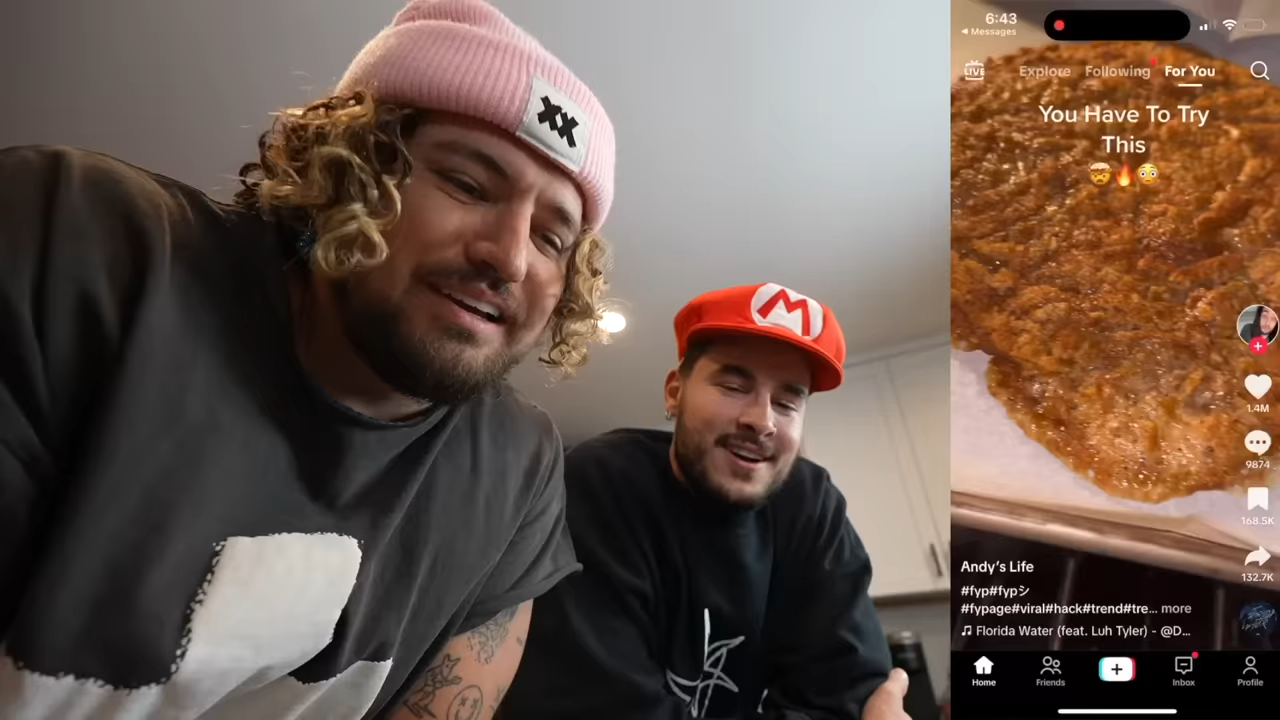 XX
M
6:43
◀ Messages
LIVE
Explore Following For You
You Have To Try
This
🤯🔥😳
1.4M
9874
168.5K
132.7K
Andy's Life
#fyp#fypシ
#fypage#viral#hack#trend#tre... more
♫ Florida Water (feat. Luh Tyler) - @D...
Home Friends Inbox Profile